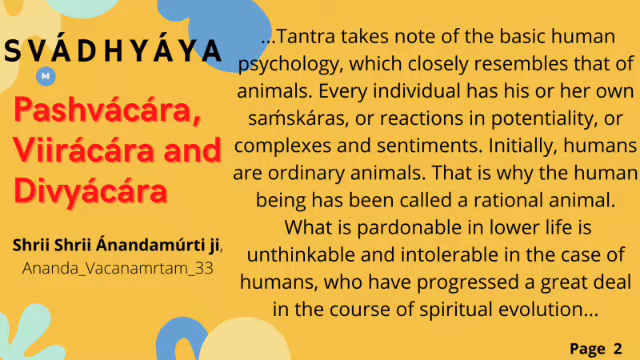 SVÁDHYÁYA
M
Pashvácára,
Viirácára and
Divyácára
Shrii Shrii Ánandamúrti ji,
Ananda_Vacanamrtam_33
...Tantra takes note of the basic human
psychology, which closely resembles that of
animals. Every individual has his or her own
saḿskáras, or reactions in potentiality, or
complexes and sentiments. Initially, humans
are ordinary animals. That is why the human
being has been called a rational animal.
What is pardonable in lower life is
unthinkable and intolerable in the case of
humans, who have progressed a great deal
in the course of spiritual evolution...
Page 2